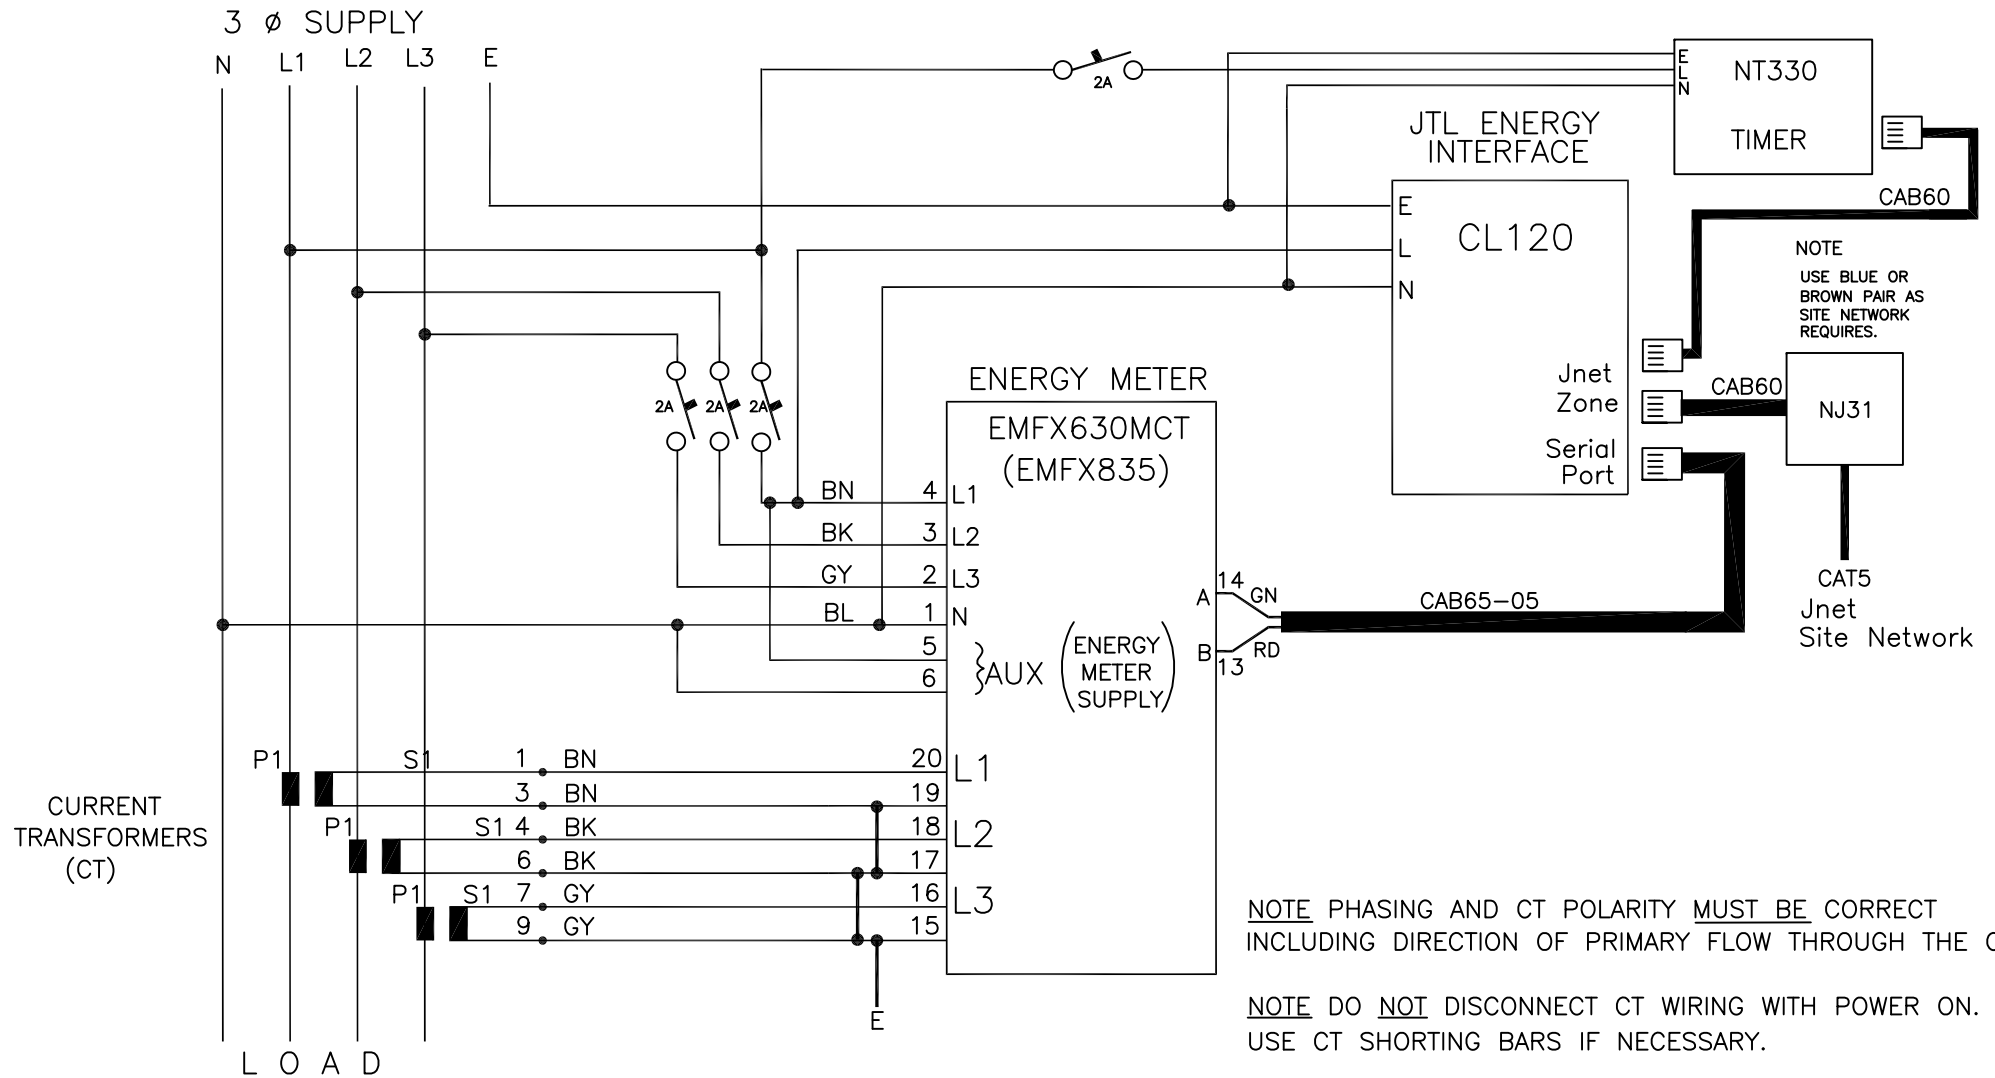 3 ø SUPPLY
N L1 L2 L3 E
2A
E
L
N
NT330
TIMER
JTL ENERGY
INTERFACE
CAB60
E
L
N
CL120
NOTE
USE BLUE OR
BROWN PAIR AS
SITE NETWORK
REQUIRES.
Jnet
Zone
CAB60
NJ31
Serial
Port
2A 2A 2A
ENERGY METER
EMFX630MCT
(EMFX835)
BN 4 L1
BK 3 L2
GY 2 L3
BL 1 N
5
6
AUX
(ENERGY
METER
SUPPLY)
A 14 GN
B 13 RD
CAB65-05
CAT5
Jnet
Site Network
P1 S1 1 BN 20 L1
3 BN 19
P1 S1 4 BK 18 L2
6 BK 17
P1 S1 7 GY 16 L3
9 GY 15
CURRENT
TRANSFORMERS
(CT)
E
LOAD
NOTE PHASING AND CT POLARITY MUST BE CORRECT
INCLUDING DIRECTION OF PRIMARY FLOW THROUGH THE
NOTE DO NOT DISCONNECT CT WIRING WITH POWER ON.
USE CT SHORTING BARS IF NECESSARY.